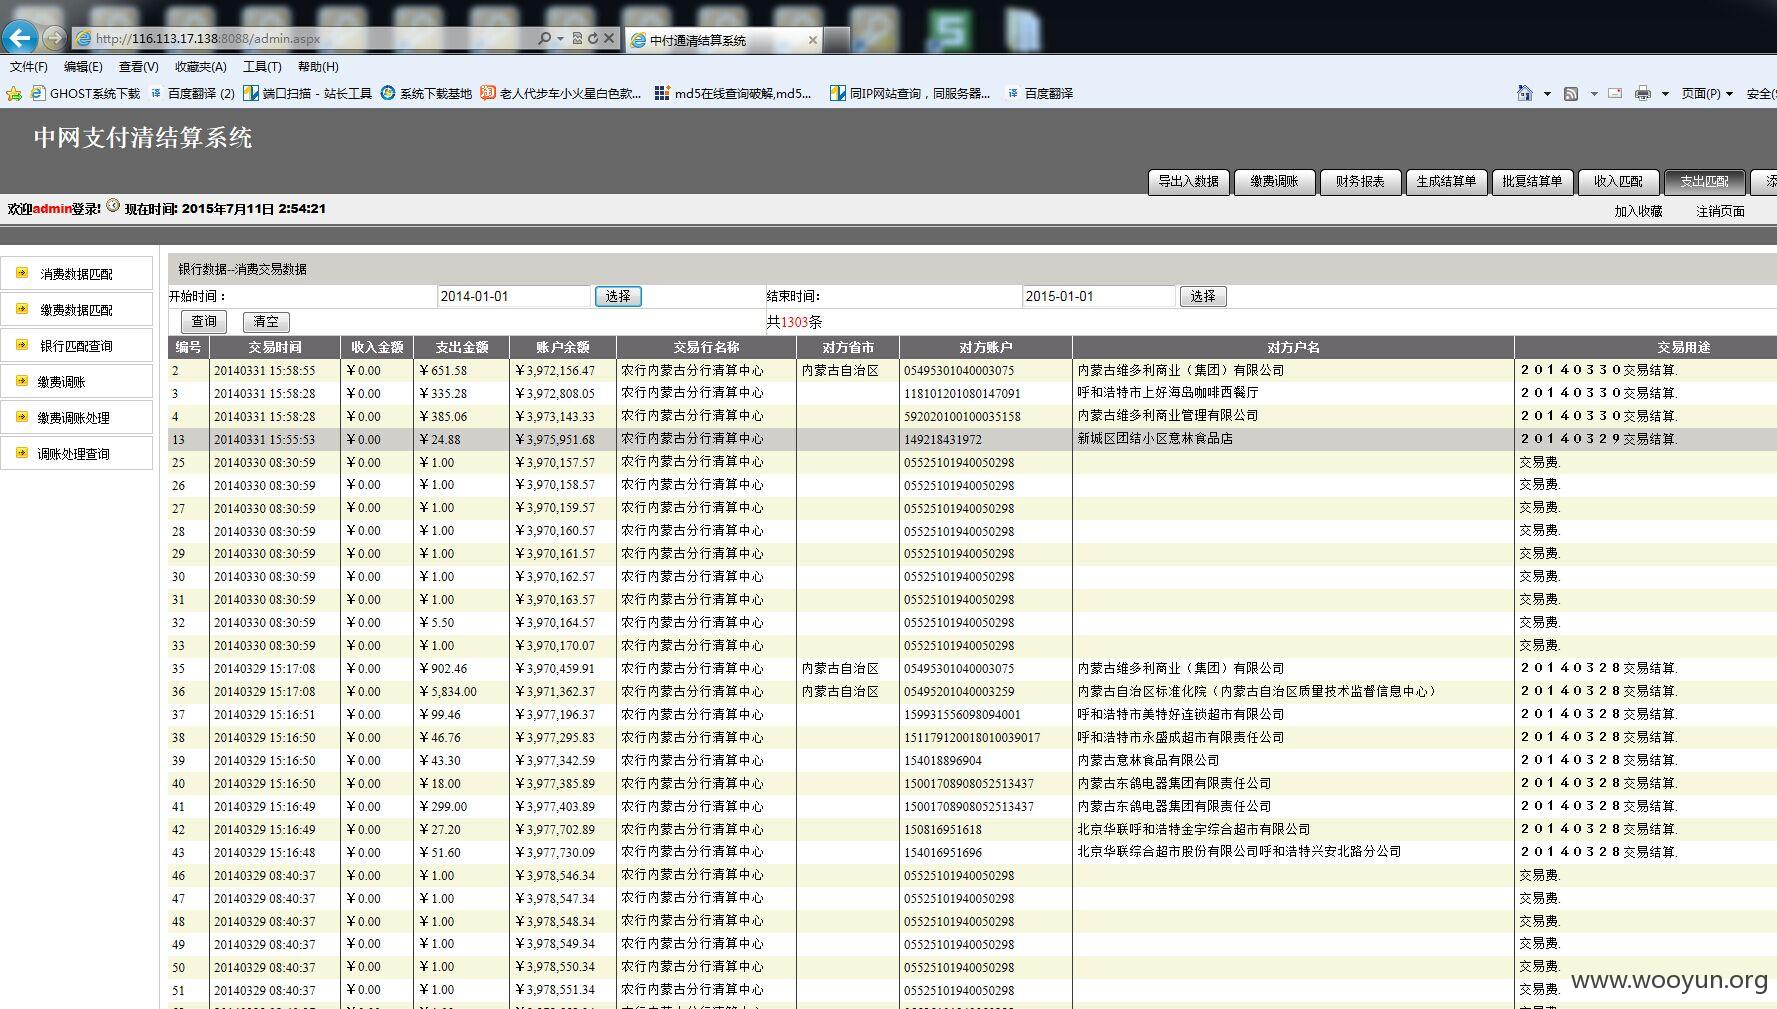 http://116.113.17.138:8088/admin.aspx
中付通清结算系统
文件(F) 编辑(E) 查看(V) 收藏夹(A) 工具(T) 帮助(H)
GHOST系统下载 百度翻译 (2) 端口扫描 - 站长工具 系统下载基地 老人代步车小火星白色款... md5在线查询破解,md5... 同IP网站查询，同服务器... 百度翻译 页面(P) 安全(S
中网支付清结算系统
导出入数据 缴费调账 财务报表 生成结算单 批复结算单 收入匹配 支出匹配
欢迎admin登录! 现在时间: 2015年7月11日 2:54:21 加入收藏 注销页面
消费数据匹配
缴费数据匹配
银行匹配查询
缴费调账
缴费调账处理
调账处理查询
银行数据--消费交易数据
开始时间： 2014-01-01 选择 结束时间： 2015-01-01 选择
查询 清空 共1303条
编号 交易时间 收入金额 支出金额 账户余额 交易行名称 对方省市 对方账户 对方户名 交易用途
2 20140331 15:58:55 ￥0.00 ￥651.58 ￥3,972,156.47 农行内蒙古分行清算中心 内蒙古自治区 05495301040003075 内蒙古维多利商业（集团）有限公司 ２０１４０３３０交易结算.
3 20140331 15:58:28 ￥0.00 ￥335.28 ￥3,972,808.05 农行内蒙古分行清算中心 118101201080147091 呼和浩特市上好海岛咖啡西餐厅 ２０１４０３３０交易结算.
4 20140331 15:58:28 ￥0.00 ￥385.06 ￥3,973,143.33 农行内蒙古分行清算中心 592020100100035158 内蒙古维多利商业管理有限公司 ２０１４０３３０交易结算.
13 20140331 15:55:53 ￥0.00 ￥24.88 ￥3,975,951.68 农行内蒙古分行清算中心 149218431972 新城区团结小区意林食品店 ２０１４０３２９交易结算.
25 20140330 08:30:59 ￥0.00 ￥1.00 ￥3,970,157.57 农行内蒙古分行清算中心 05525101940050298 交易费.
26 20140330 08:30:59 ￥0.00 ￥1.00 ￥3,970,158.57 农行内蒙古分行清算中心 05525101940050298 交易费.
27 20140330 08:30:59 ￥0.00 ￥1.00 ￥3,970,159.57 农行内蒙古分行清算中心 05525101940050298 交易费.
28 20140330 08:30:59 ￥0.00 ￥1.00 ￥3,970,160.57 农行内蒙古分行清算中心 05525101940050298 交易费.
29 20140330 08:30:59 ￥0.00 ￥1.00 ￥3,970,161.57 农行内蒙古分行清算中心 05525101940050298 交易费.
30 20140330 08:30:59 ￥0.00 ￥1.00 ￥3,970,162.57 农行内蒙古分行清算中心 05525101940050298 交易费.
31 20140330 08:30:59 ￥0.00 ￥1.00 ￥3,970,163.57 农行内蒙古分行清算中心 05525101940050298 交易费.
32 20140330 08:30:59 ￥0.00 ￥5.50 ￥3,970,164.57 农行内蒙古分行清算中心 05525101940050298 交易费.
33 20140330 08:30:59 ￥0.00 ￥1.00 ￥3,970,170.07 农行内蒙古分行清算中心 05525101940050298 交易费.
35 20140329 15:17:08 ￥0.00 ￥902.46 ￥3,970,459.91 农行内蒙古分行清算中心 内蒙古自治区 05495301040003075 内蒙古维多利商业（集团）有限公司 ２０１４０３２８交易结算.
36 20140329 15:17:08 ￥0.00 ￥5,834.00 ￥3,971,362.37 农行内蒙古分行清算中心 内蒙古自治区 05495201040003259 内蒙古自治区标准化院（内蒙古自治区质量技术监督信息中心） ２０１４０３２８交易结算.
37 20140329 15:16:51 ￥0.00 ￥99.46 ￥3,977,196.37 农行内蒙古分行清算中心 159931556098094001 呼和浩特市美特好连锁超市有限公司 ２０１４０３２８交易结算.
38 20140329 15:16:50 ￥0.00 ￥46.76 ￥3,977,295.83 农行内蒙古分行清算中心 151179120018010039017 呼和浩特市永盛成超市有限责任公司 ２０１４０３２８交易结算.
39 20140329 15:16:50 ￥0.00 ￥43.30 ￥3,977,342.59 农行内蒙古分行清算中心 154018896904 内蒙古意林食品有限公司 ２０１４０３２８交易结算.
40 20140329 15:16:50 ￥0.00 ￥18.00 ￥3,977,385.89 农行内蒙古分行清算中心 15001708908052513437 内蒙古东鸽电器集团有限责任公司 ２０１４０３２８交易结算.
41 20140329 15:16:49 ￥0.00 ￥299.00 ￥3,977,403.89 农行内蒙古分行清算中心 15001708908052513437 内蒙古东鸽电器集团有限责任公司 ２０１４０３２８交易结算.
42 20140329 15:16:49 ￥0.00 ￥27.20 ￥3,977,702.89 农行内蒙古分行清算中心 150816951618 北京华联呼和浩特金宇综合超市有限公司 ２０１４０３２８交易结算.
43 20140329 15:16:48 ￥0.00 ￥51.60 ￥3,977,730.09 农行内蒙古分行清算中心 154016951696 北京华联综合超市股份有限公司呼和浩特兴安北路分公司 ２０１４０３２８交易结算.
46 20140329 08:40:37 ￥0.00 ￥1.00 ￥3,978,546.34 农行内蒙古分行清算中心 05525101940050298 交易费.
47 20140329 08:40:37 ￥0.00 ￥1.00 ￥3,978,547.34 农行内蒙古分行清算中心 05525101940050298 交易费.
48 20140329 08:40:37 ￥0.00 ￥1.00 ￥3,978,548.34 农行内蒙古分行清算中心 05525101940050298 交易费.
49 20140329 08:40:37 ￥0.00 ￥1.00 ￥3,978,549.34 农行内蒙古分行清算中心 05525101940050298 交易费.
50 20140329 08:40:37 ￥0.00 ￥1.00 ￥3,978,550.34 农行内蒙古分行清算中心 05525101940050298 交易费.
51 20140329 08:40:37 ￥0.00 ￥1.00 ￥3,978,551.34 农行内蒙古分行清算中心 05525101940050298 交易费.
www.wooyun.org